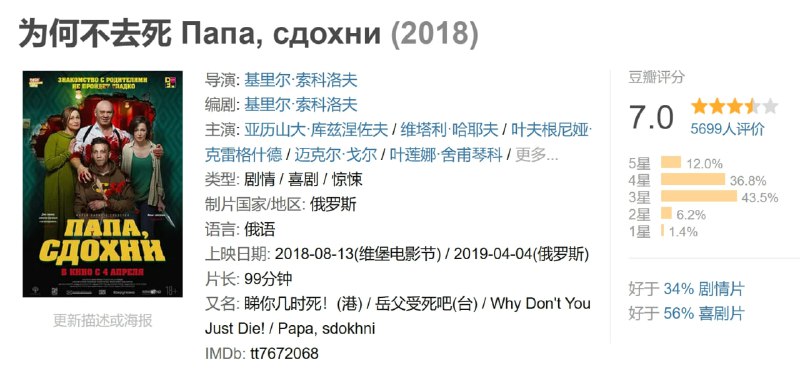 为何不去死 Папа, сдохни (2018)
ЗНАКОМСТВО С РОДИТЕЛЯМИ
НЕ ПРОЙДЕТ ГЛАДКО
ПАПА,
СДОХНИ
В КИНО С 4 АПРЕЛЯ
18+
更新描述或海报
导演: 基里尔·索科洛夫
编剧: 基里尔·索科洛夫
主演: 亚历山大·库兹涅佐夫 / 维塔利·哈耶夫 / 叶夫根尼娅·
克雷格什德 / 迈克尔·戈尔 / 叶莲娜·舍甫琴科 / 更多...
类型: 剧情 / 喜剧 / 惊悚
制片国家/地区: 俄罗斯
语言: 俄语
上映日期: 2018-08-13(维堡电影节) / 2019-04-04(俄罗斯)
片长: 99分钟
又名: 睇你几时死！(港) / 岳父受死吧(台) / Why Don't You
Just Die! / Papa, sdokhni
IMDb: tt7672068
豆瓣评分
7.0
5699人评价
5星 12.0%
4星 36.8%
3星 43.5%
2星 6.2%
1星 1.4%
好于 34% 剧情片
好于 56% 喜剧片